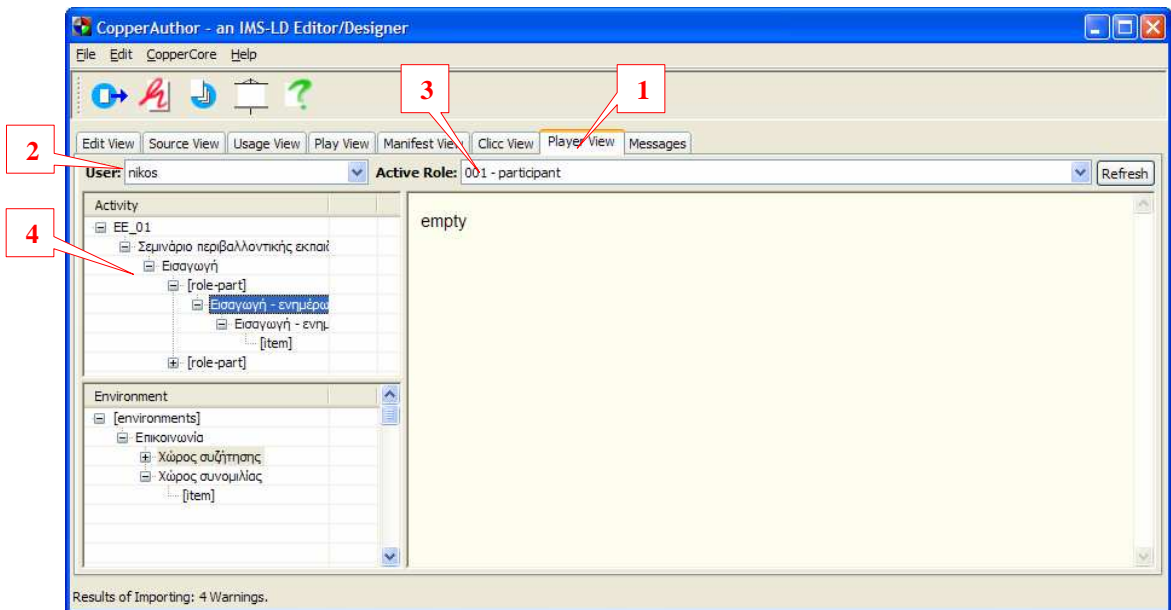 CopperAuthor - an IMS-LD Editor/Designer
File Edit CopperCore Help
3
1
2
4
Edit View Source View Usage View Play View Manifest View Clicc View Player View Messages
User: nikos Active Role: 001 - participant Refresh
Activity
EE_01
Σεμινάριο περιβαλλοντικής εκπαιδ
Εισαγωγή
[role-part]
Εισαγωγή - ενημέρω
Εισαγωγή - ενημ
[item]
[role-part]
empty
Environment
[environments]
Επικοινωνία
Χώρος συζήτησης
Χώρος συνομιλίας
[item]
Results of Importing: 4 Warnings.